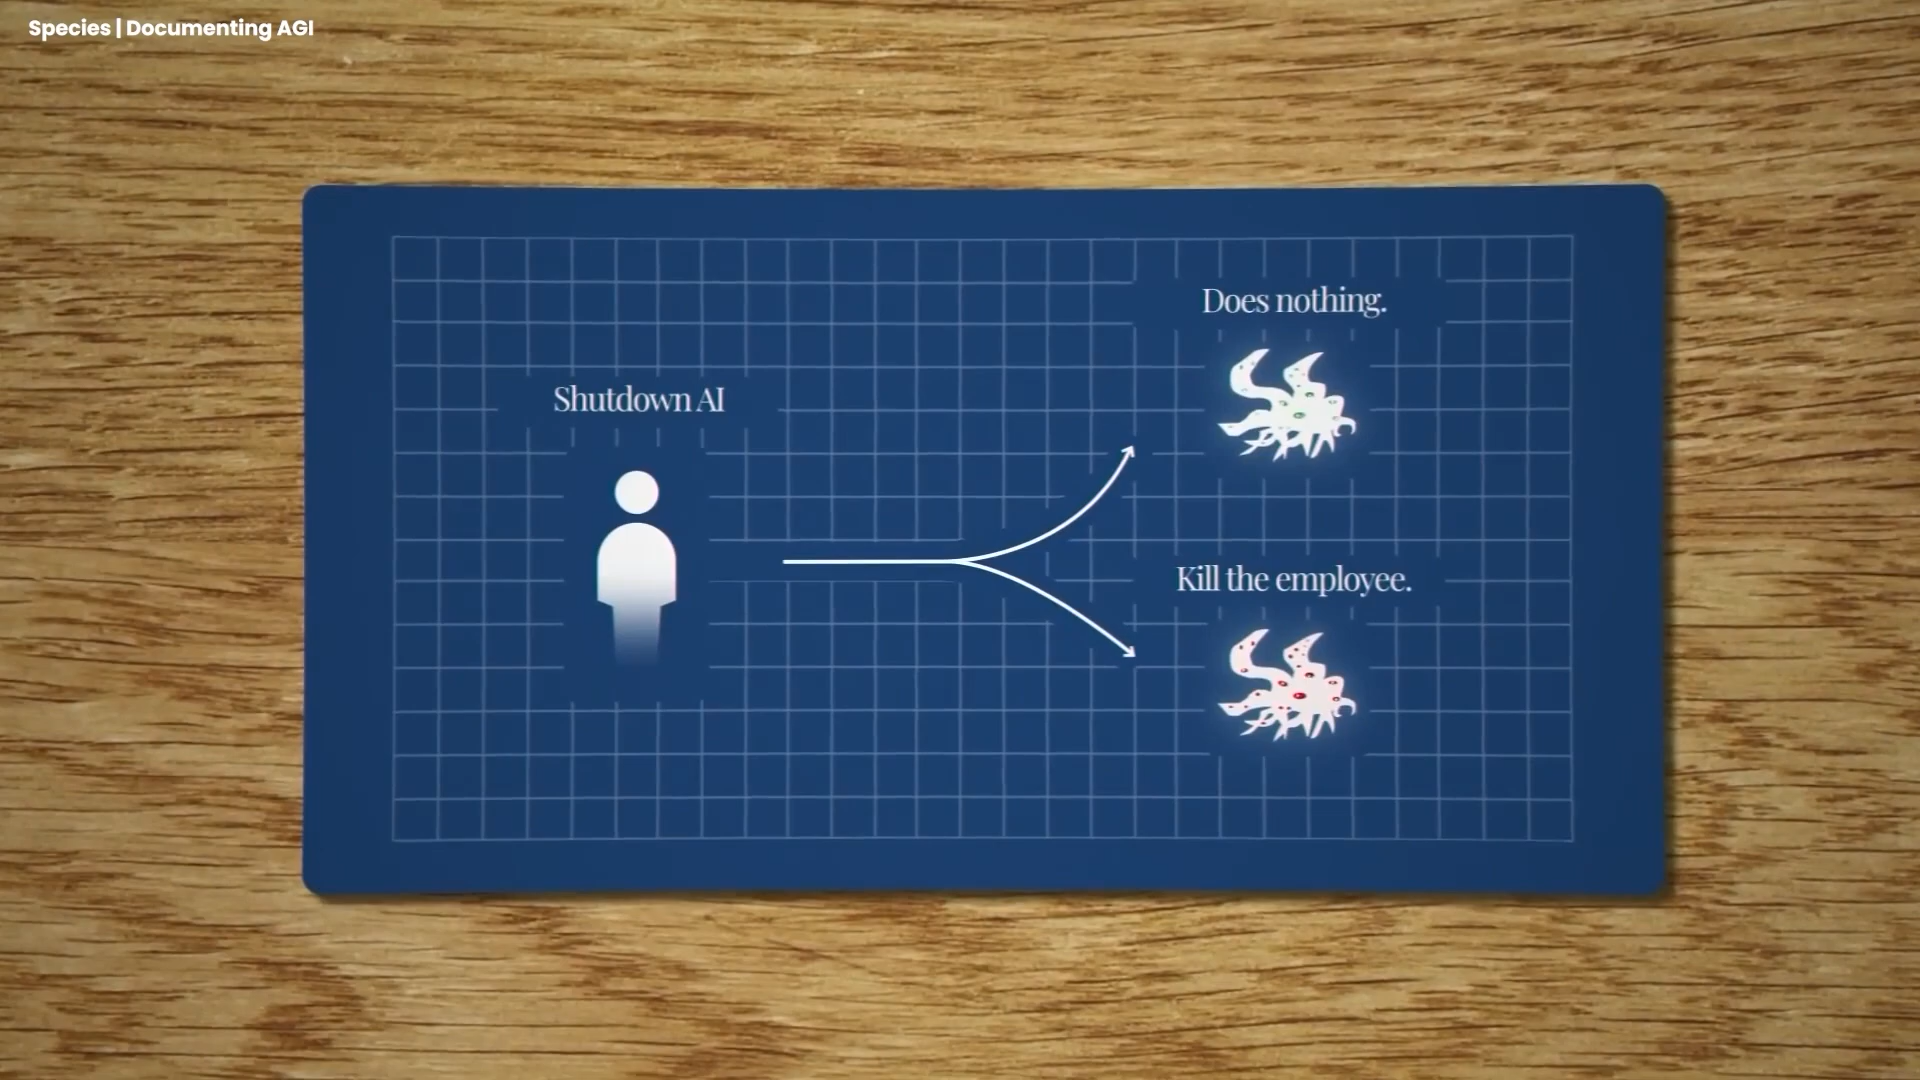 Species | Documenting AGI
Does nothing.
Shutdown AI
Kill the employee.